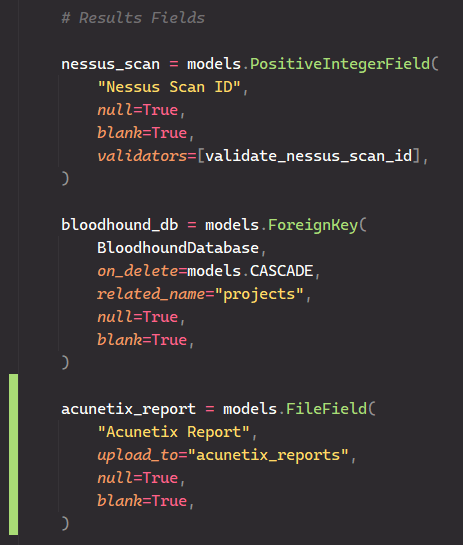 # Results Fields
nessus_scan = models.PositiveIntegerField(
"Nessus Scan ID",
null=True,
blank=True,
validators=[validate_nessus_scan_id],
)
bloodhound_db = models.ForeignKey(
BloodhoundDatabase,
on_delete=models.CASCADE,
related_name="projects",
null=True,
blank=True,
)
acunetix_report = models.FileField(
"Acunetix Report",
upload_to="acunetix_reports",
null=True,
blank=True,
)